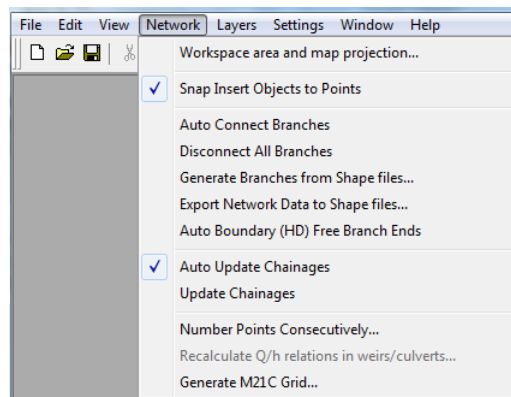 File Edit View Network Layers Settings Window Help
Workspace area and map projection...
Snap Insert Objects to Points
Auto Connect Branches
Disconnect All Branches
Generate Branches from Shape files...
Export Network Data to Shape files...
Auto Boundary (HD) Free Branch Ends
Auto Update Chainages
Update Chainages
Number Points Consecutively...
Recalculate Q/h relations in weirs/culverts...
Generate M21C Grid...